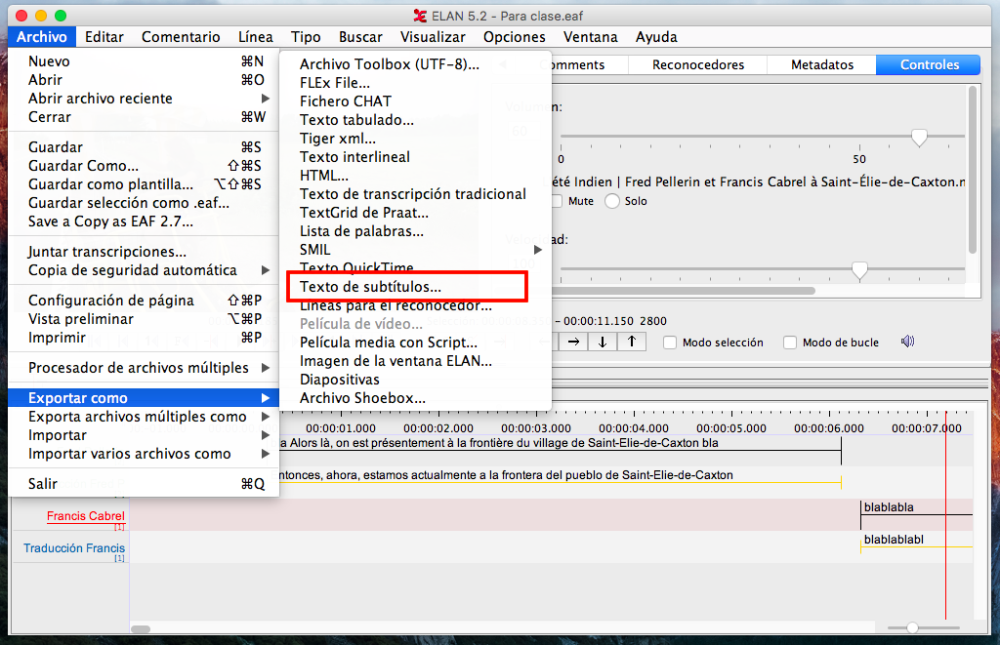 ELAN 5.2 - Para clase.eaf
Archivo Editar Comentario Línea Tipo Buscar Visualizar Opciones Ventana Ayuda
Nuevo ⌘N
Abrir ⌘O
Abrir archivo reciente ▶
Cerrar ⌘W
Guardar ⌘S
Guardar Como... ⇧⌘S
Guardar como plantilla... ⌥⇧⌘S
Guardar selección como .eaf...
Save a Copy as EAF 2.7...
Juntar transcripciones...
Copia de seguridad automática ▶
Configuración de página ⇧⌘P
Vista preliminar ⌥⌘P
Imprimir ⌘P
Procesador de archivos múltiples ▶
Exportar como ▶
Exporta archivos múltiples como ▶
Importar ▶
Importar varios archivos como ▶
Salir ⌘Q
Archivo Toolbox (UTF-8)...
FLEx File...
Fichero CHAT
Texto tabulado...
Tiger xml...
Texto interlineal
HTML...
Texto de transcripción tradicional
TextGrid de Praat...
Lista de palabras...
SMIL ▶
Texto QuickTime
Texto de subtítulos...
Líneas para el reconocedor...
Película de vídeo...
Película media con Script...
Imagen de la ventana ELAN...
Diapositivas
Archivo Shoebox...
mments Reconocedores Metadatos Controles
en:
0 50
été Indien | Fred Pellerin et Francis Cabrel à Saint-Élie-de-Caxton.m
Mute Solo
dad:
- 00:00:11.150 2800
→ ↓ ↑ Modo selección Modo de bucle
00:00:01.000 00:00:02.000 00:00:03.000 00:00:04.000 00:00:05.000 00:00:06.000 00:00:07.000
a Alors là, on est présentement à la frontière du village de Saint-Elie-de-Caxton bla
ntonces, ahora, estamos actualmente a la frontera del pueblo de Saint-Elie-de-Caxton
Francis Cabrel
[1]
blablabla
Traducción Francis
[1]
blablablabl